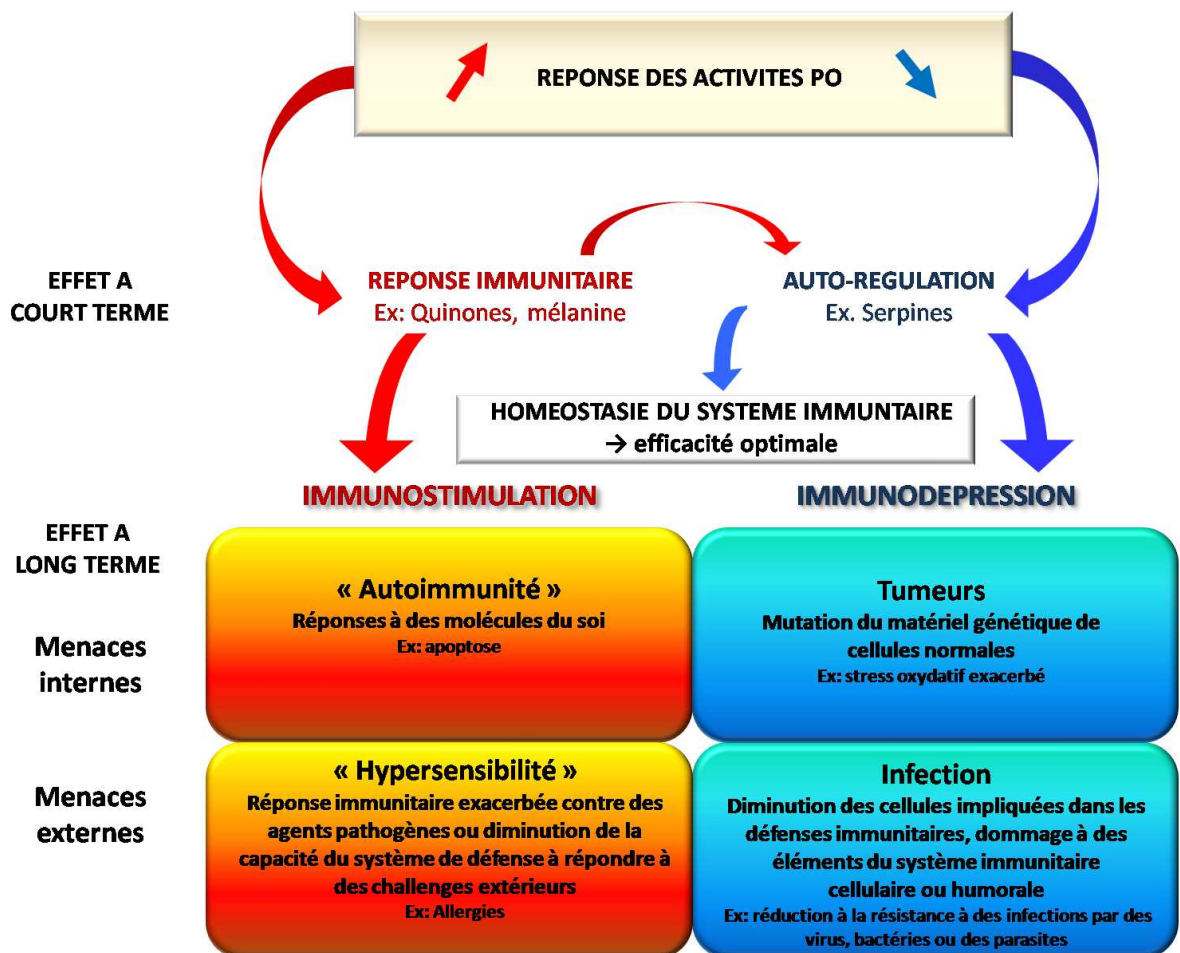 REPONSE DES ACTIVITES PO
EFFET A
COURT TERME
REPONSE IMMUNITAIRE
Ex: Quinones, mélanine
AUTO-REGULATION
Ex. Serpines
HOMEOSTASIE DU SYSTEME IMMUNTAIRE
→ efficacité optimale
IMMUNOSTIMULATION
IMMUNODEPRESSION
EFFET A
LONG TERME
Menaces
internes
« Autoimmunité »
Réponses à des molécules du soi
Ex: apoptose
Tumeurs
Mutation du matériel génétique de
cellules normales
Ex: stress oxydatif exacerbé
Menaces
externes
« Hypersensibilité »
Réponse immunitaire exacerbée contre des
agents pathogènes ou diminution de la
capacité du système de défense à répondre à
des challenges extérieurs
Ex: Allergies
Infection
Diminution des cellules impliquées dans les
défenses immunitaires, dommage à des
éléments du système immunitaire
cellulaire ou humorale
Ex: réduction à la résistance à des infections par des
virus, bactéries ou des parasites